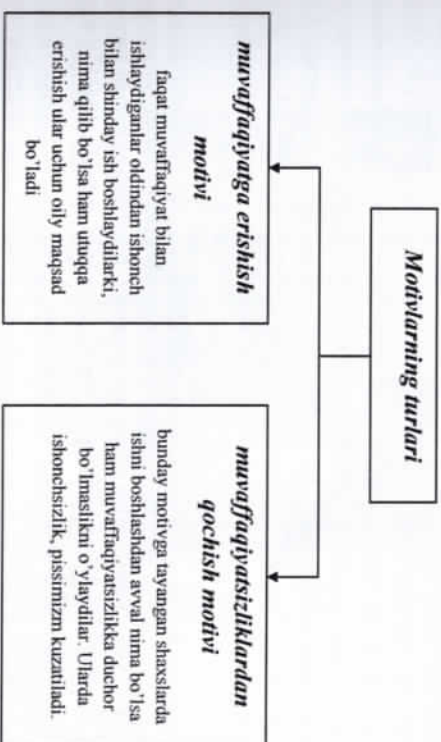 Motivlarning turlari
muvaffaqiyatga erishish
motivi
faqat muvaffaqiyat bilan
ishlaydiganlar oldindan ishonch
bilan shinday ish boshlaydilarki,
nima qilib bo'lsa ham utuqqa
erishish ular uchun oily maqsad
bo'ladi
muvaffaqiyatsizliklardan
qochish motivi
bunday motivga tayangan shaxslarda
ishni boshlashdan avval nima bo'lsa
ham muvaffaqiyatsizlikka duchor
bo'lmaslikni o'ylaydilar. Ularda
ishonchsizlik, pissimizm kuzatiladi.